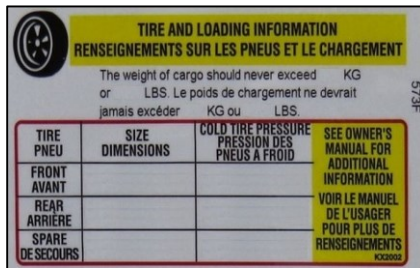 TIRE AND LOADING INFORMATION
RENSEIGNEMENTS SUR LES PNEUS ET LE CHARGEMENT
The weight of cargo should never exceed KG
or LBS. Le poids de chargement ne devrait
jamais excéder KG ou LBS.
573F
TIRE
PNEU
SIZE
DIMENSIONS
COLD TIRE PRESSURE
PRESSION DES
PNEUS A FROID
SEE OWNER'S
MANUAL FOR
ADDITIONAL
INFORMATION
VOIR LE MANUEL
DE L'USAGER
POUR PLUS DE
RENSEIGNEMENTS
KX2002
FRONT
AVANT
REAR
ARRIÈRE
SPARE
DE SECOURS